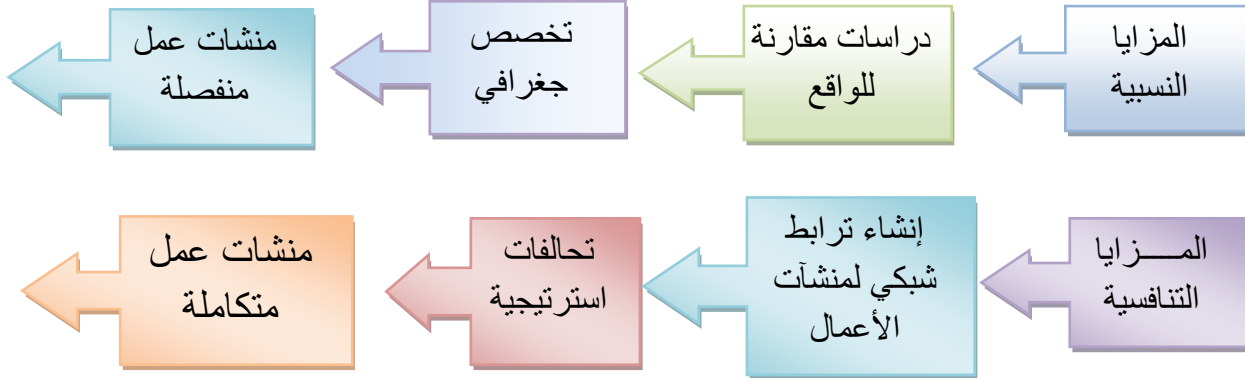 المزايا
النسبية
دراسات مقارنة
للواقع
تخصص
جغرافي
منشات عمل
منفصلة
المـــــزايا
التنافسية
إنشاء ترابط
شبكي لمنشآت
الأعمال
تحالفات
استرتيجية
منشات عمل
متكاملة